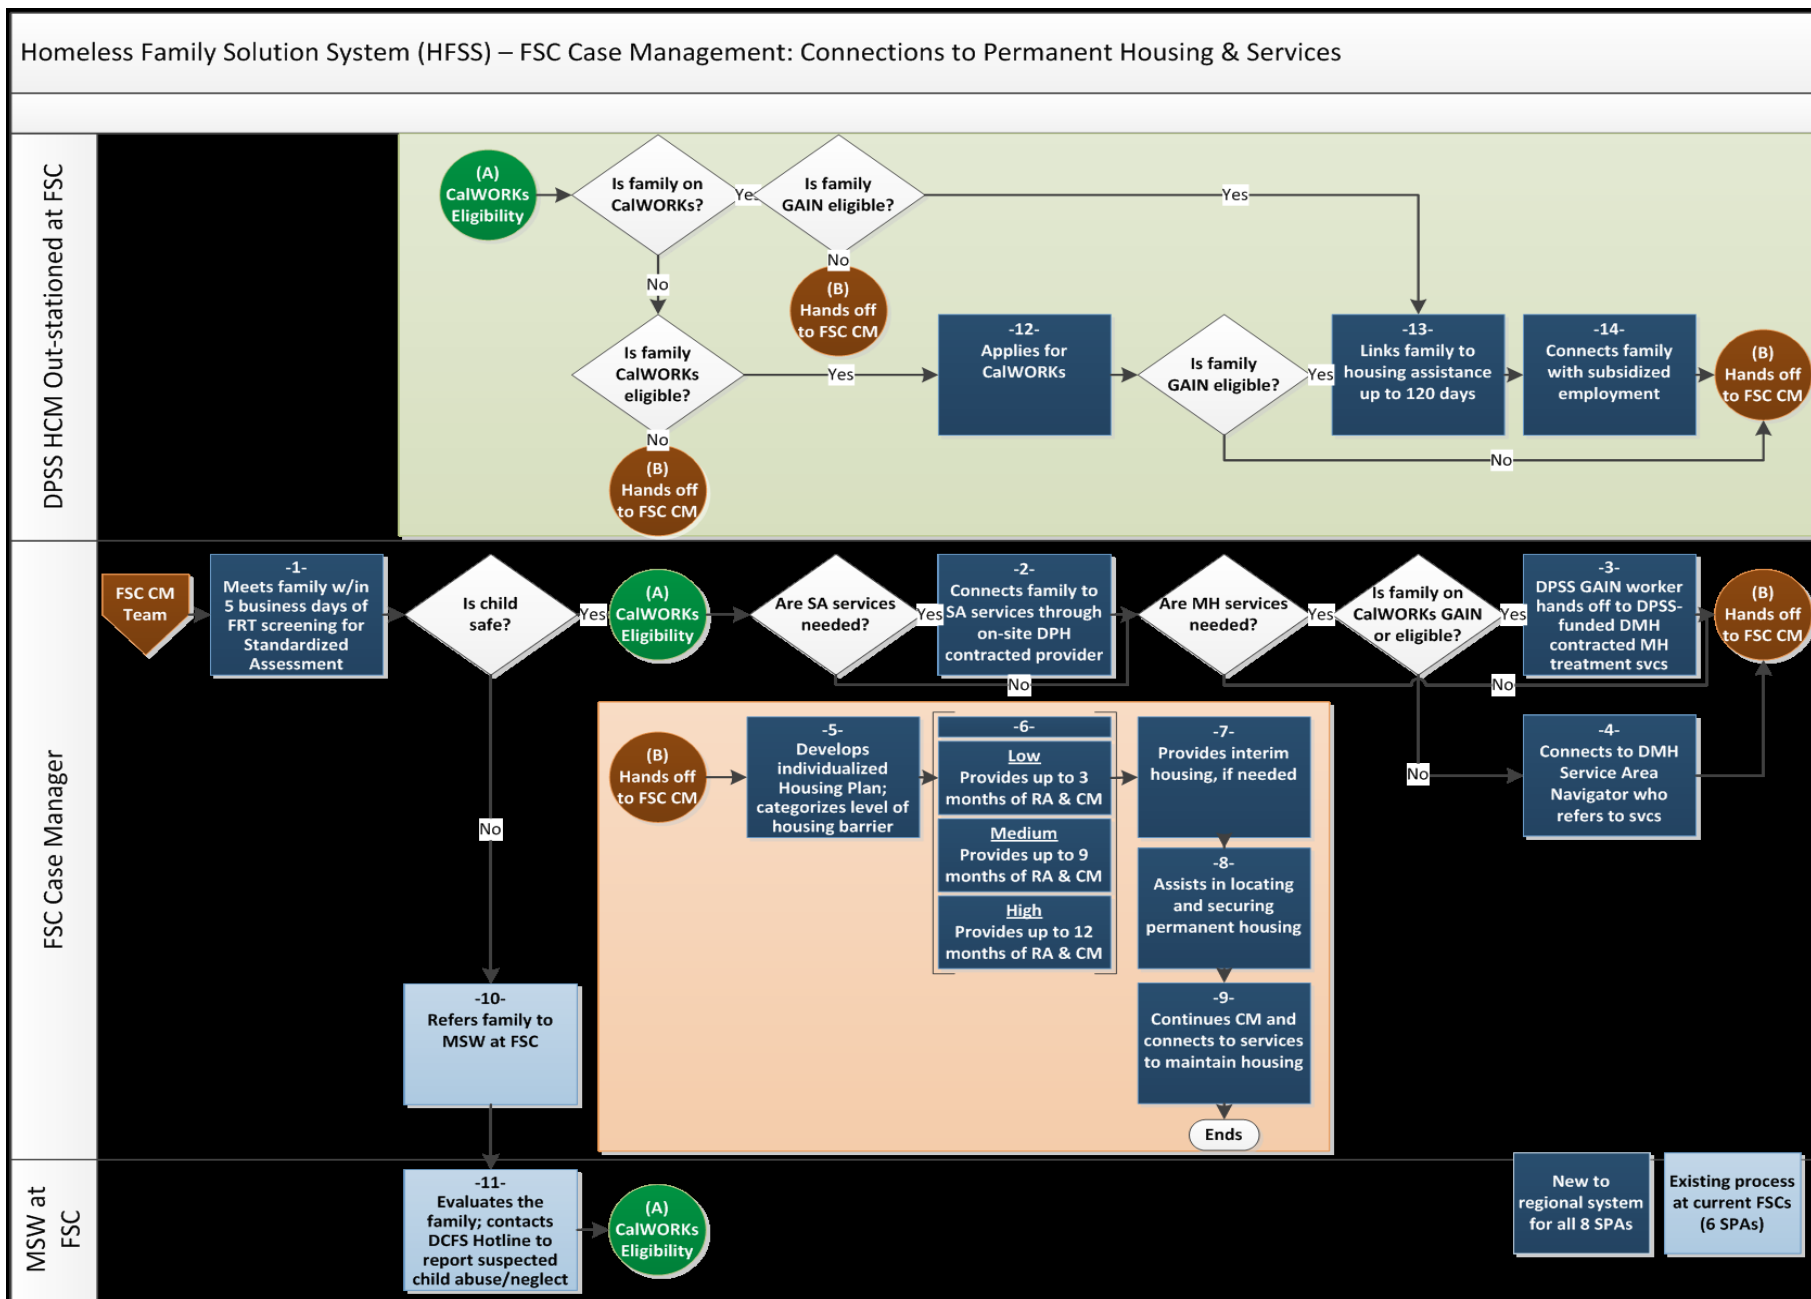 Homeless Family Solution System (HFSS) – FSC Case Management: Connections to Permanent Housing & Services
DPSS HCM Out-stationed at FSC
(A)
CalWORKs
Eligibility
Is family on
CalWORKs?
Yes
Is family
GAIN eligible?
Yes
No
No
(B)
Hands off
to FSC CM
Is family
CalWORKs
eligible?
Yes
-12-
Applies for
CalWORKs
Is family
GAIN eligible?
Yes
-13-
Links family to
housing assistance
up to 120 days
-14-
Connects family
with subsidized
employment
(B)
Hands off
to FSC CM
No
No
(B)
Hands off
to FSC CM
FSC Case Manager
FSC CM
Team
-1-
Meets family w/in
5 business days of
FRT screening for
Standardized
Assessment
Is child
safe?
Yes
(A)
CalWORKs
Eligibility
Are SA services
needed?
Yes
-2-
Connects family to
SA services through
on-site DPH
contracted provider
No
Are MH services
needed?
Yes
Is family on
CalWORKs GAIN
or eligible?
Yes
-3-
DPSS GAIN worker
hands off to DPSS-
funded DMH
contracted MH
treatment svcs
(B)
Hands off
to FSC CM
No
No
-4-
Connects to DMH
Service Area
Navigator who
refers to svcs
No
(B)
Hands off
to FSC CM
-5-
Develops
individualized
Housing Plan;
categorizes level of
housing barrier
-6-
Low
Provides up to 3
months of RA & CM
Medium
Provides up to 9
months of RA & CM
High
Provides up to 12
months of RA & CM
-7-
Provides interim
housing, if needed
-8-
Assists in locating
and securing
permanent housing
-9-
Continues CM and
connects to services
to maintain housing
Ends
-10-
Refers family to
MSW at FSC
MSW at
FSC
-11-
Evaluates the
family; contacts
DCFS Hotline to
report suspected
child abuse/neglect
(A)
CalWORKs
Eligibility
New to
regional system
for all 8 SPAs
Existing process
at current FSCs
(6 SPAs)